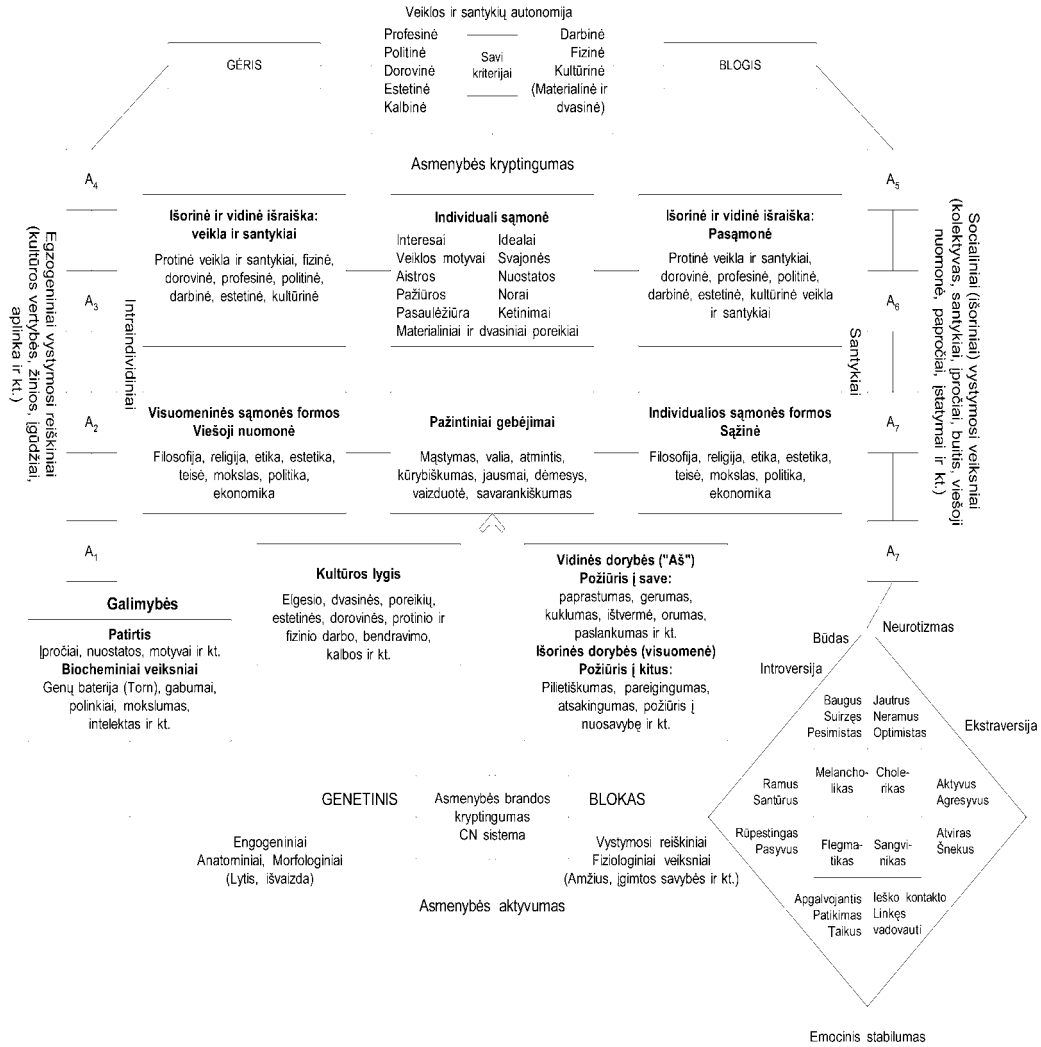 Veiklos ir santykių autonomija
Profesinė
Politinė
Dorovinė
Estetinė
Kalbinė
Savi
kriterijai
Darbinė
Fizinė
Kultūrinė
(Materialinė ir
dvasinė)
GĖRIS
BLOGIS
Asmenybės kryptingumas
A4
A5
Išorinė ir vidinė išraiška:
veikla ir santykiai
Protinė veikla ir santykiai, fizinė,
dorovinė, profesinė, politinė,
darbinė, estetinė, kultūrinė
Individuali sąmonė
Interesai
Veiklos motyvai
Aistros
Pažiūros
Pasaulėžiūra
Idealai
Svajonės
Nuostatos
Norai
Ketinimai
Materialiniai ir dvasiniai poreikiai
Išorinė ir vidinė išraiška:
Pasąmonė
Protinė veikla ir santykiai,
dorovinė, profesinė, politinė,
darbinė, estetinė, kultūrinė veikla
ir santykiai
Egzogeniniai vystymosi reiškiniai
(kultūros vertybės, žinios, įgūdžiai,
aplinka ir kt.)
A3
Intraindividiniai
Santykiai
A6
Socialiniai (išoriniai) vystymosi veiksniai
(kolektyvas, santykiai, įpročiai, buitis, viešoji
nuomonė, papročiai, įstatymai ir kt.)
A2
Visuomeninės sąmonės formos
Viešoji nuomonė
Filosofija, religija, etika, estetika,
teisė, mokslas, politika,
ekonomika
Pažintiniai gebėjimai
Mąstymas, valia, atmintis,
kūrybiškumas, jausmai, dėmesys,
vaizduotė, savarankiškumas
Individualios sąmonės formos
Sąžinė
Filosofija, religija, etika, estetika,
teisė, mokslas, politika,
ekonomika
A7
A1
A7
Galimybės
Patirtis
Įpročiai, nuostatos, motyvai ir kt.
Biocheminiai veiksniai
Genų baterija (Torn), gabumai,
polinkiai, mokslumas,
intelektas ir kt.
Kultūros lygis
Elgesio, dvasinės, poreikių,
estetinės, dorovinės, protinio ir
fizinio darbo, bendravimo,
kalbos ir kt.
Vidinės dorybės ("Aš")
Požiūris į save:
paprastumas, gerumas,
kuklumas, ištvermė, orumas,
paslankumas ir kt.
Išorinės dorybės (visuomenė)
Požiūris į kitus:
Pilietiškumas, pareigingumas,
atsakingumas, požiūris į
nuosavybę ir kt.
GENETINIS
Asmenybės brandos
kryptingumas
CN sistema
BLOKAS
Engogeniniai
Anatominiai, Morfologiniai
(Lytis, išvaizda)
Vystymosi reiškiniai
Fiziologiniai veiksniai
(Amžius, įgimtos savybės ir kt.)
Asmenybės aktyvumas
Būdas
Neurotizmas
Introversija
Ekstraversija
Baugus
Suirzęs
Pesimistas
Jautrus
Neramus
Optimistas
Ramus
Santūrus
Melancho-
likas
Chole-
rikas
Aktyvus
Agresyvus
Rūpestingas
Pasyvus
Flegma-
tikas
Sangvi-
nikas
Atviras
Šnekus
Apgalvojantis
Patikimas
Taikus
Ieško kontakto
Linkęs
vadovauti
Emocinis stabilumas